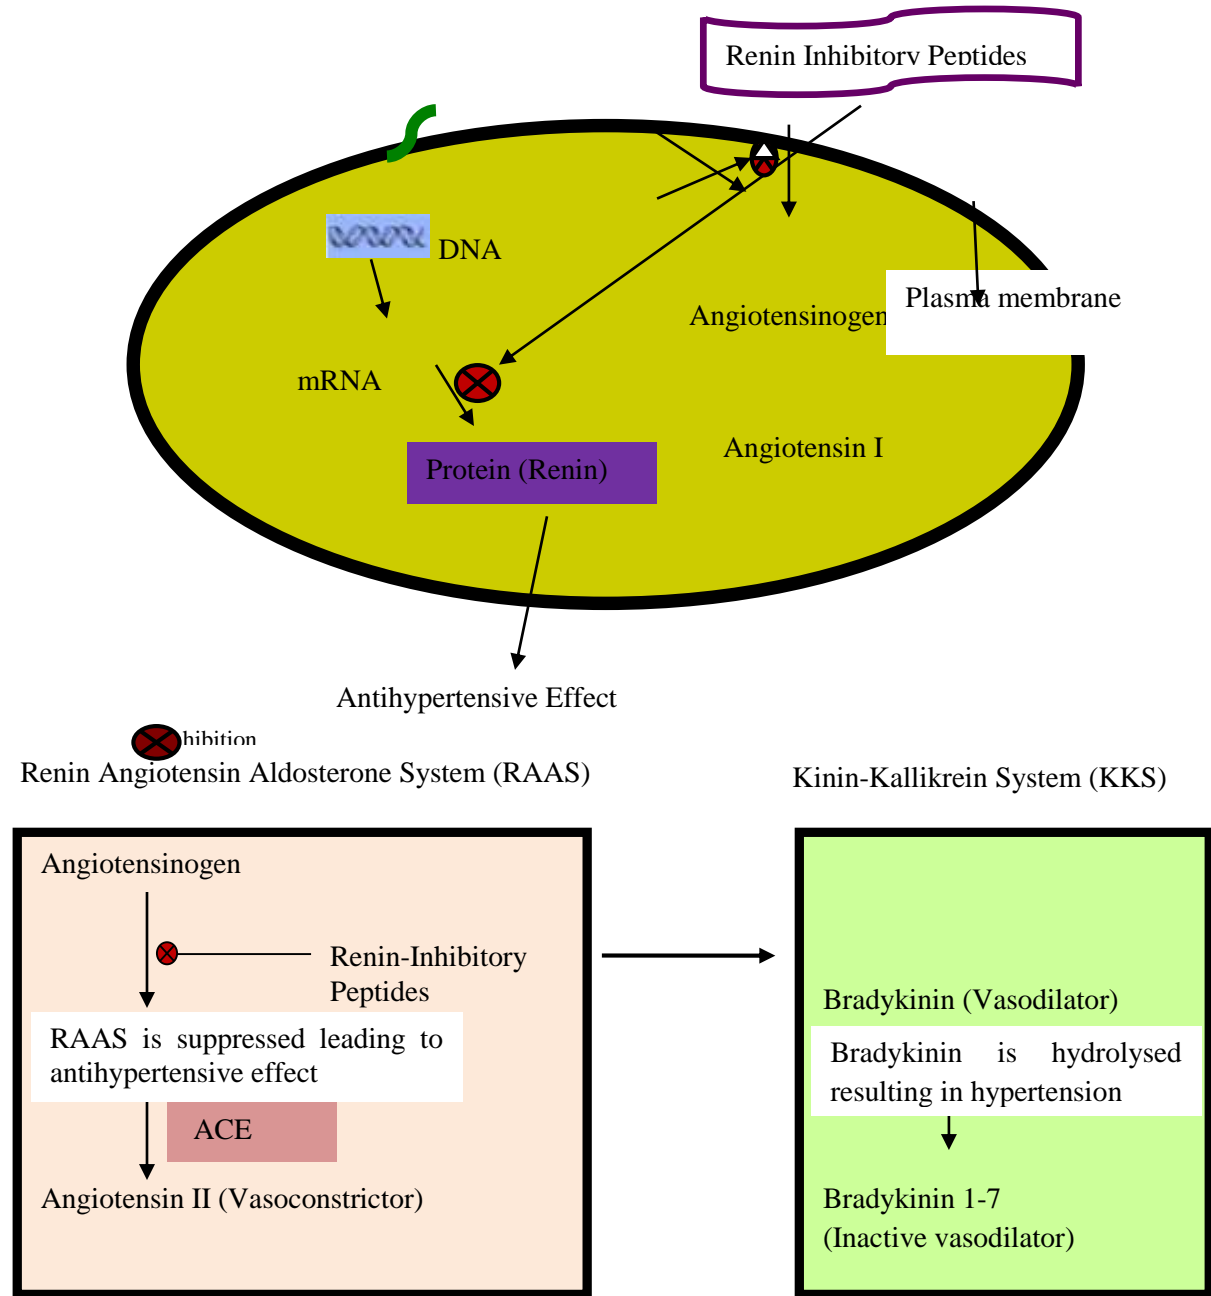 Renin Inhibitory Peptides
DNA
Plasma membrane
Angiotensinogen
mRNA
Angiotensin I
Protein (Renin)
Antihypertensive Effect
hibition
Renin Angiotensin Aldosterone System (RAAS)
Kinin-Kallikrein System (KKS)
Angiotensinogen
Renin-Inhibitory
Peptides
RAAS is suppressed leading to
antihypertensive effect
ACE
Angiotensin II (Vasoconstrictor)
Bradykinin (Vasodilator)
Bradykinin is hydrolysed
resulting in hypertension
Bradykinin 1-7
(Inactive vasodilator)